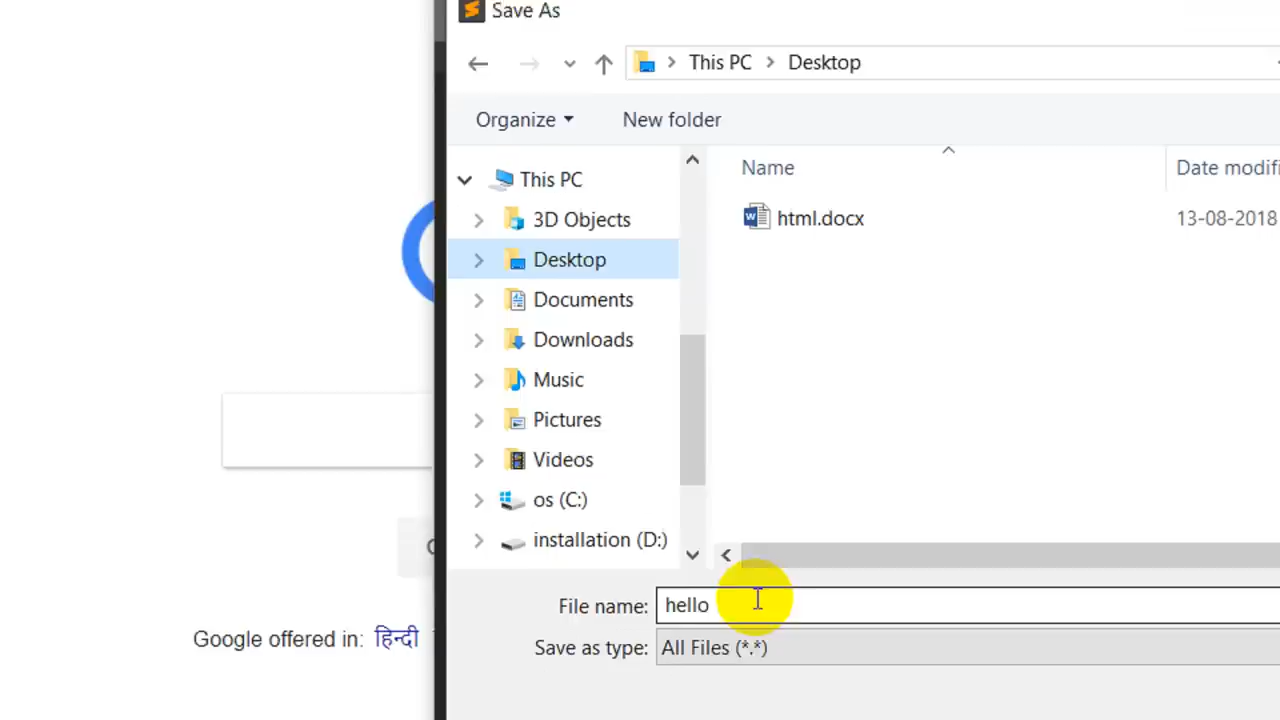 Save As
This PC > Desktop
Organize
New folder
Name
Date modifi
This PC
html.docx
13-08-2018
3D Objects
Desktop
Documents
Downloads
Music
Pictures
Videos
os (C:)
installation (D:)
File name: hello
Save as type: All Files (*.*)
Google offered in: हिन्दी